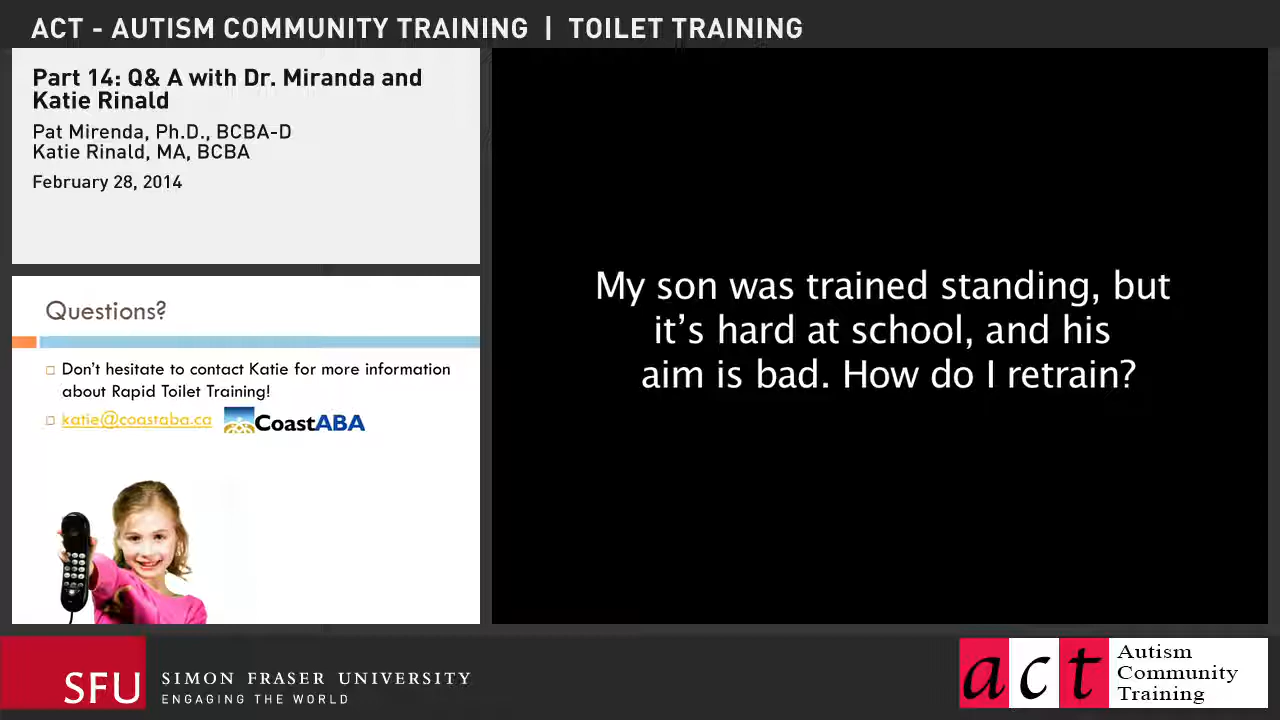 ACT - AUTISM COMMUNITY TRAINING | TOILET TRAINING
Part 14: Q& A with Dr. Miranda and
Katie Rinald
Pat Mirenda, Ph.D., BCBA-D
Katie Rinald, MA, BCBA
February 28, 2014
Questions?
Don't hesitate to contact Katie for more information
about Rapid Toilet Training!
katie@coastaba.ca
CoastABA
My son was trained standing, but
it's hard at school, and his
aim is bad. How do I retrain?
SFU
SIMON FRASER UNIVERSITY
ENGAGING THE WORLD
act
Autism
Community
Training